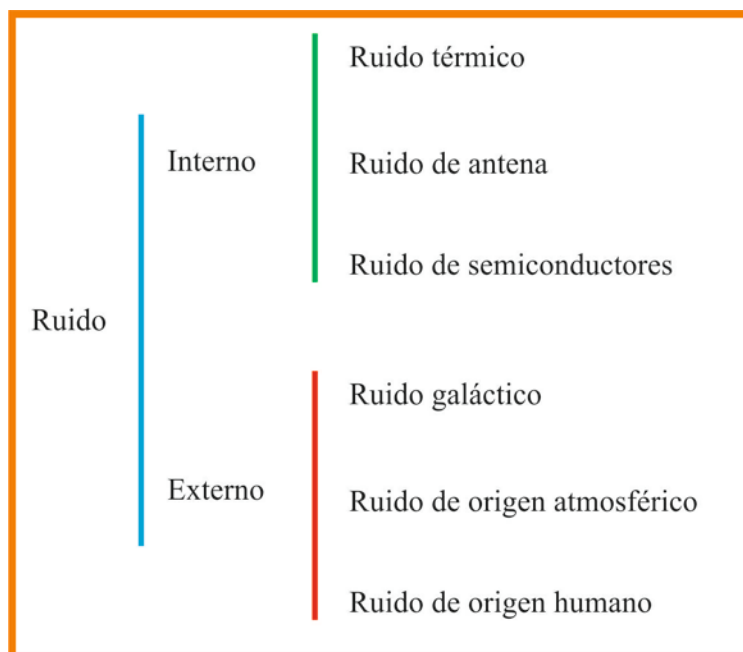 Ruido
Interno
Ruido térmico
Ruido de antena
Ruido de semiconductores
Externo
Ruido galáctico
Ruido de origen atmosférico
Ruido de origen humano